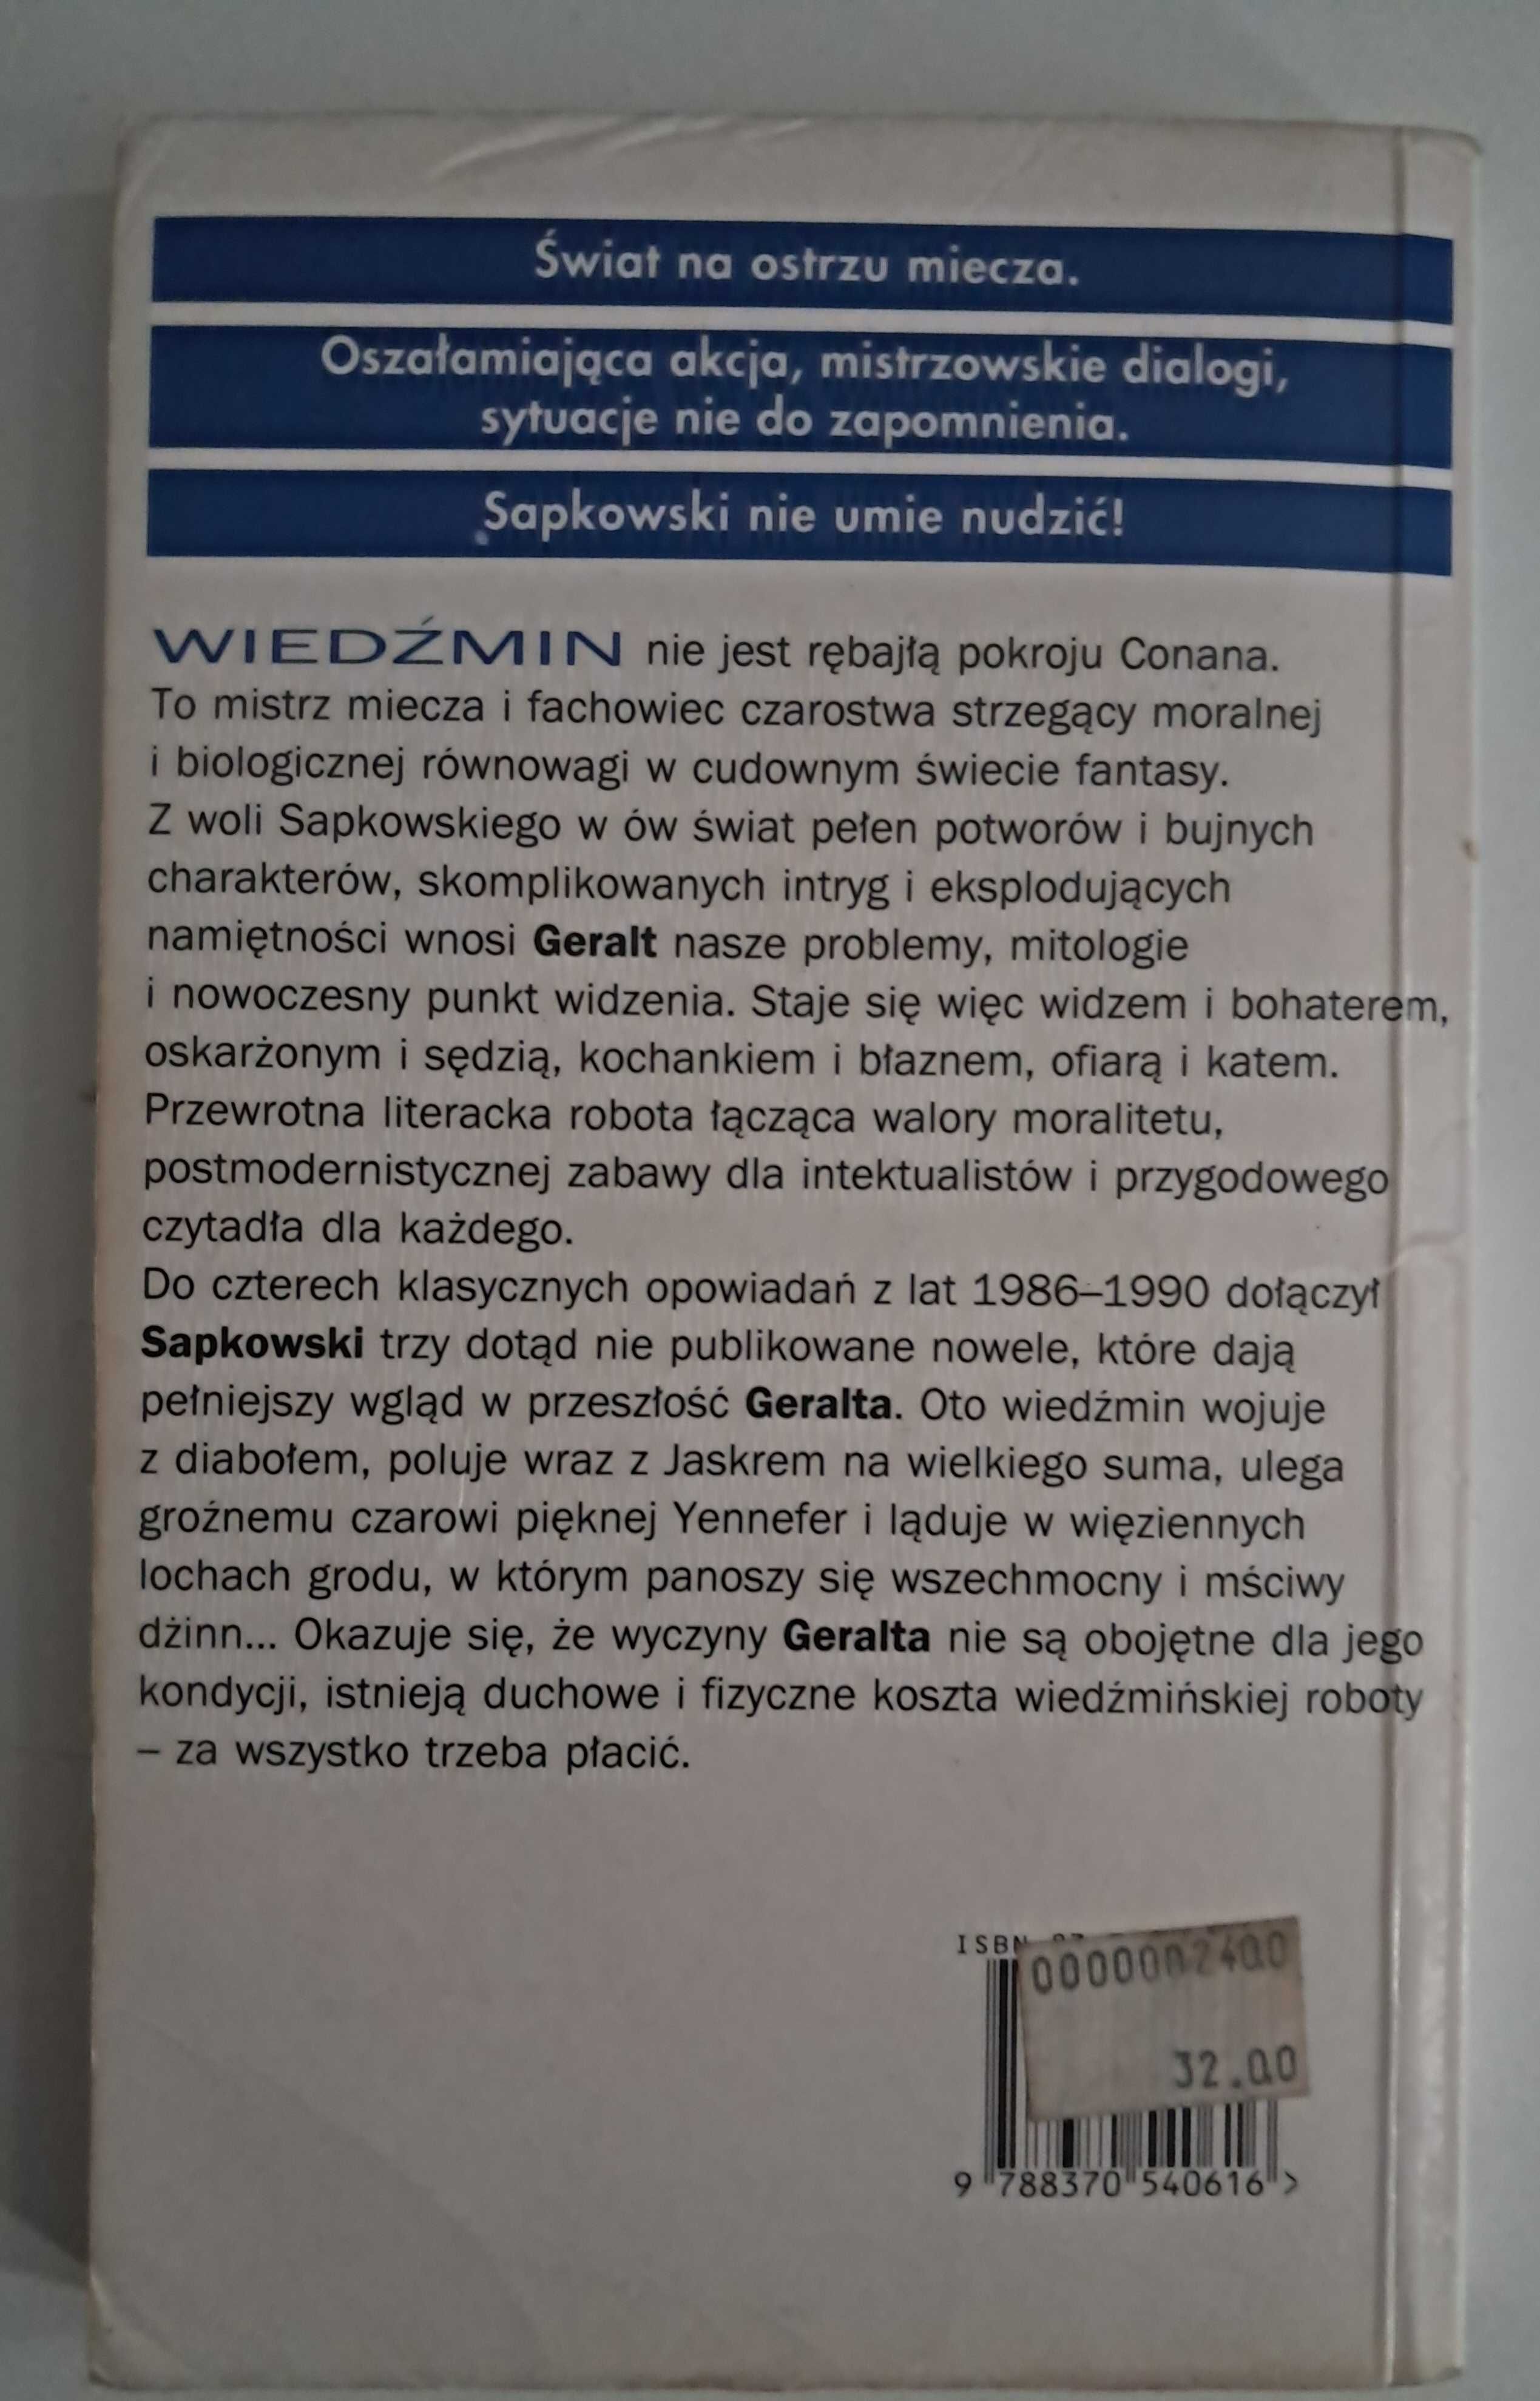 Świat na ostrzu miecza.
Oszałamiająca akcja, mistrzowskie dialogi,
sytuacje nie do zapomnienia.
Sapkowski nie umie nudzić!
WIEDŹMIN nie jest rębajłą pokroju Conana.
To mistrz miecza i fachowiec czarostwa strzegący moralnej
i biologicznej równowagi w cudownym świecie fantasy.
Z woli Sapkowskiego w ów świat pełen potworów i bujnych
charakterów, skomplikowanych intryg i eksplodujących
namiętności wnosi Geralt nasze problemy, mitologie
i nowoczesny punkt widzenia. Staje się więc widzem i bohaterem,
oskarżonym i sędzią, kochankiem i błaznem, ofiarą i katem.
Przewrotna literacka robota łącząca walory moralitetu,
postmodernistycznej zabawy dla intektualistów i przygodowego
czytadła dla każdego.
Do czterech klasycznych opowiadań z lat 1986–1990 dołączył
Sapkowski trzy dotąd nie publikowane nowele, które dają
pełniejszy wgląd w przeszłość Geralta. Oto wiedźmin wojuje
z diabołem, poluje wraz z Jaskrem na wielkiego suma, ulega
groźnemu czarowi pięknej Yennefer i ląduje w więziennych
lochach grodu, w którym panoszy się wszechmocny i mściwy
dżinn... Okazuje się, że wyczyny Geralta nie są obojętne dla jego
kondycji, istnieją duchowe i fizyczne koszta wiedźmińskiej roboty
– za wszystko trzeba płacić.
ISBN
0000002400
32.00
9 788370 540616 >